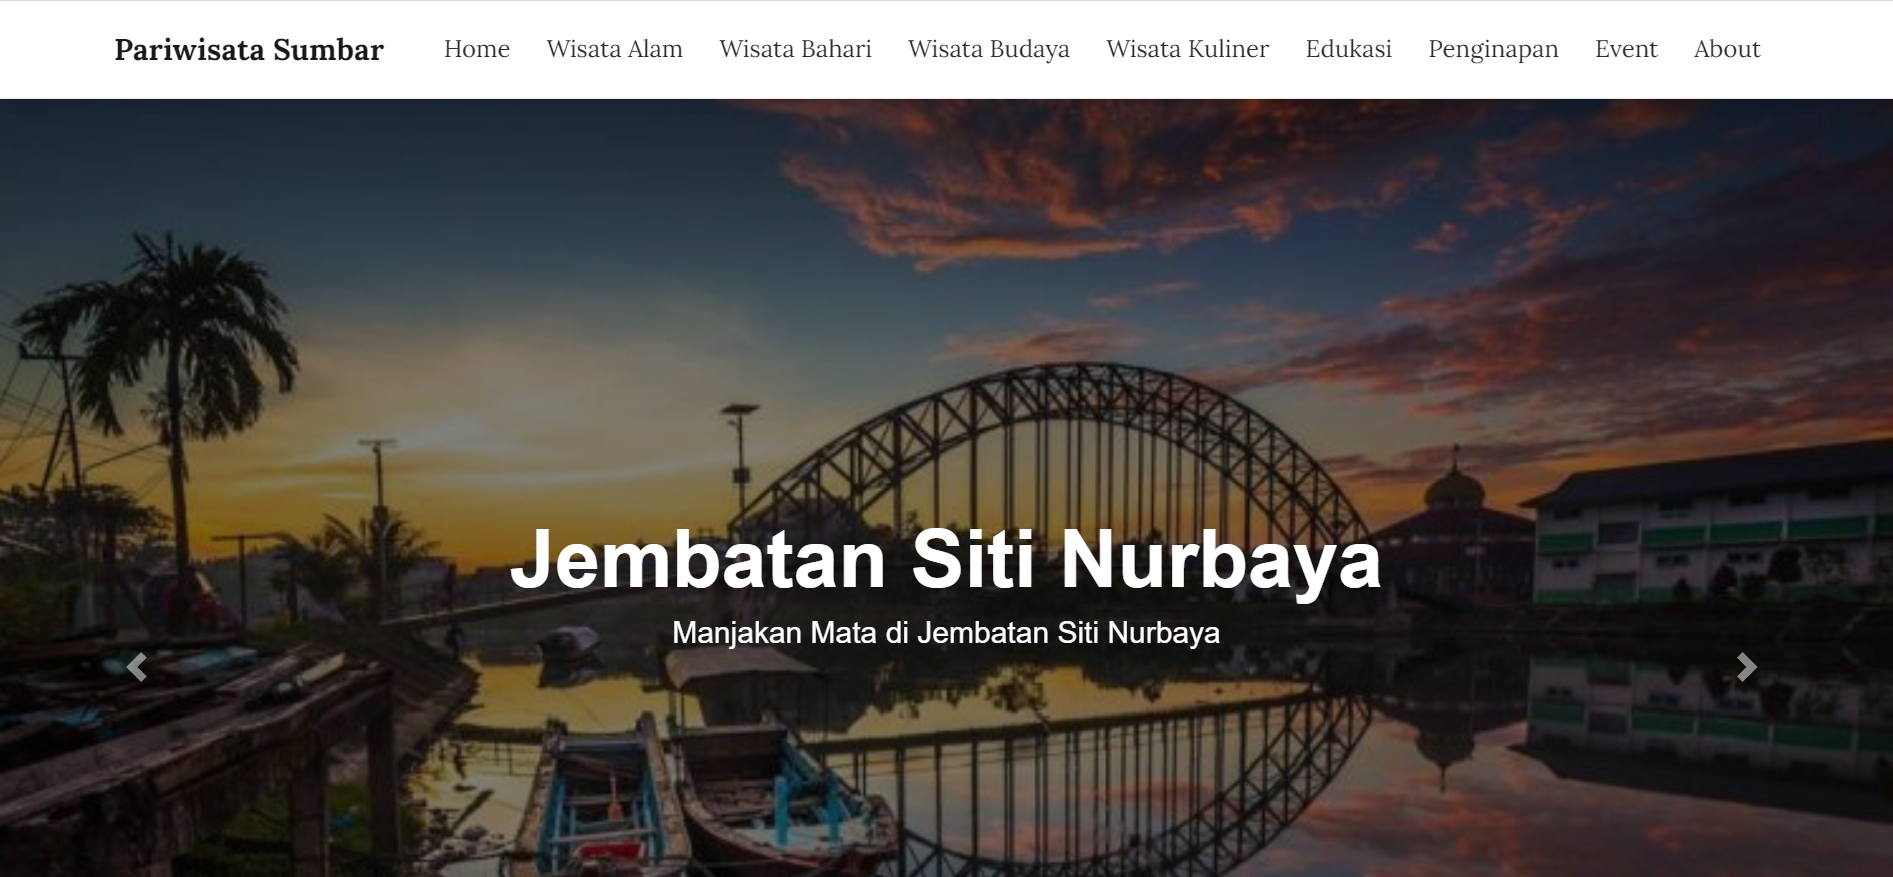 Pariwisata Sumbar Home Wisata Alam Wisata Bahari Wisata Budaya Wisata Kuliner Edukasi Penginapan Event About
Jembatan Siti Nurbaya
Manjakan Mata di Jembatan Siti Nurbaya